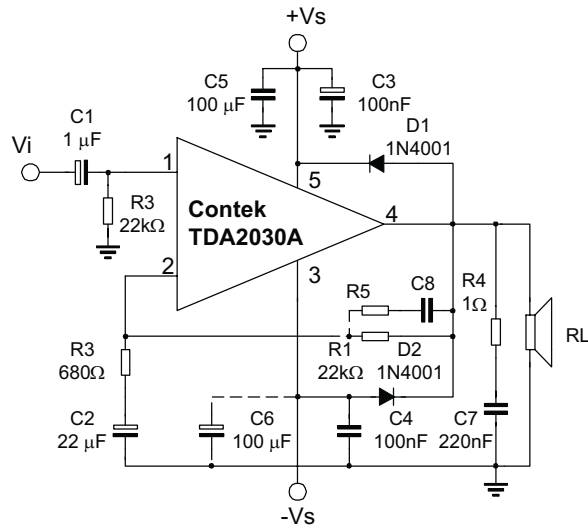 +Vs
C5
100 μF
C3
100nF
C1
1 μF
D1
1N4001
Vi
1
5
R3
22kΩ
Contek
TDA2030A
4
2
3
R5
C8
R4
1Ω
RL
R3
680Ω
R1
22kΩ
D2
1N4001
C2
22 μF
C6
100 μF
C4
100nF
C7
220nF
-Vs